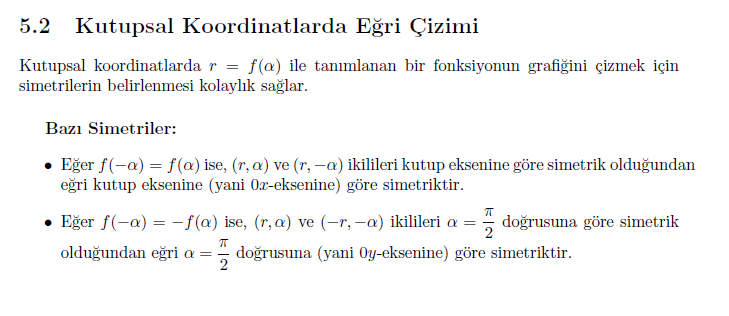 5.2 Kutupsal Koordinatlarda Eğri Çizimi
Kutupsal koordinatlarda r = f(α) ile tanımlanan bir fonksiyonun grafiğini çizmek için
simetrilerin belirlenmesi kolaylık sağlar.
Bazı Simetriler:
• Eğer f(−α) = f(α) ise, (r, α) ve (r, −α) ikilileri kutup eksenine göre simetrik olduğundan
eğri kutup eksenine (yani 0x-eksenine) göre simetriktir.
• Eğer f(−α) = −f(α) ise, (r, α) ve (−r, −α) ikilileri α = π/2 doğrusuna göre simetrik
olduğundan eğri α = π/2 doğrusuna (yani 0y-eksenine) göre simetriktir.